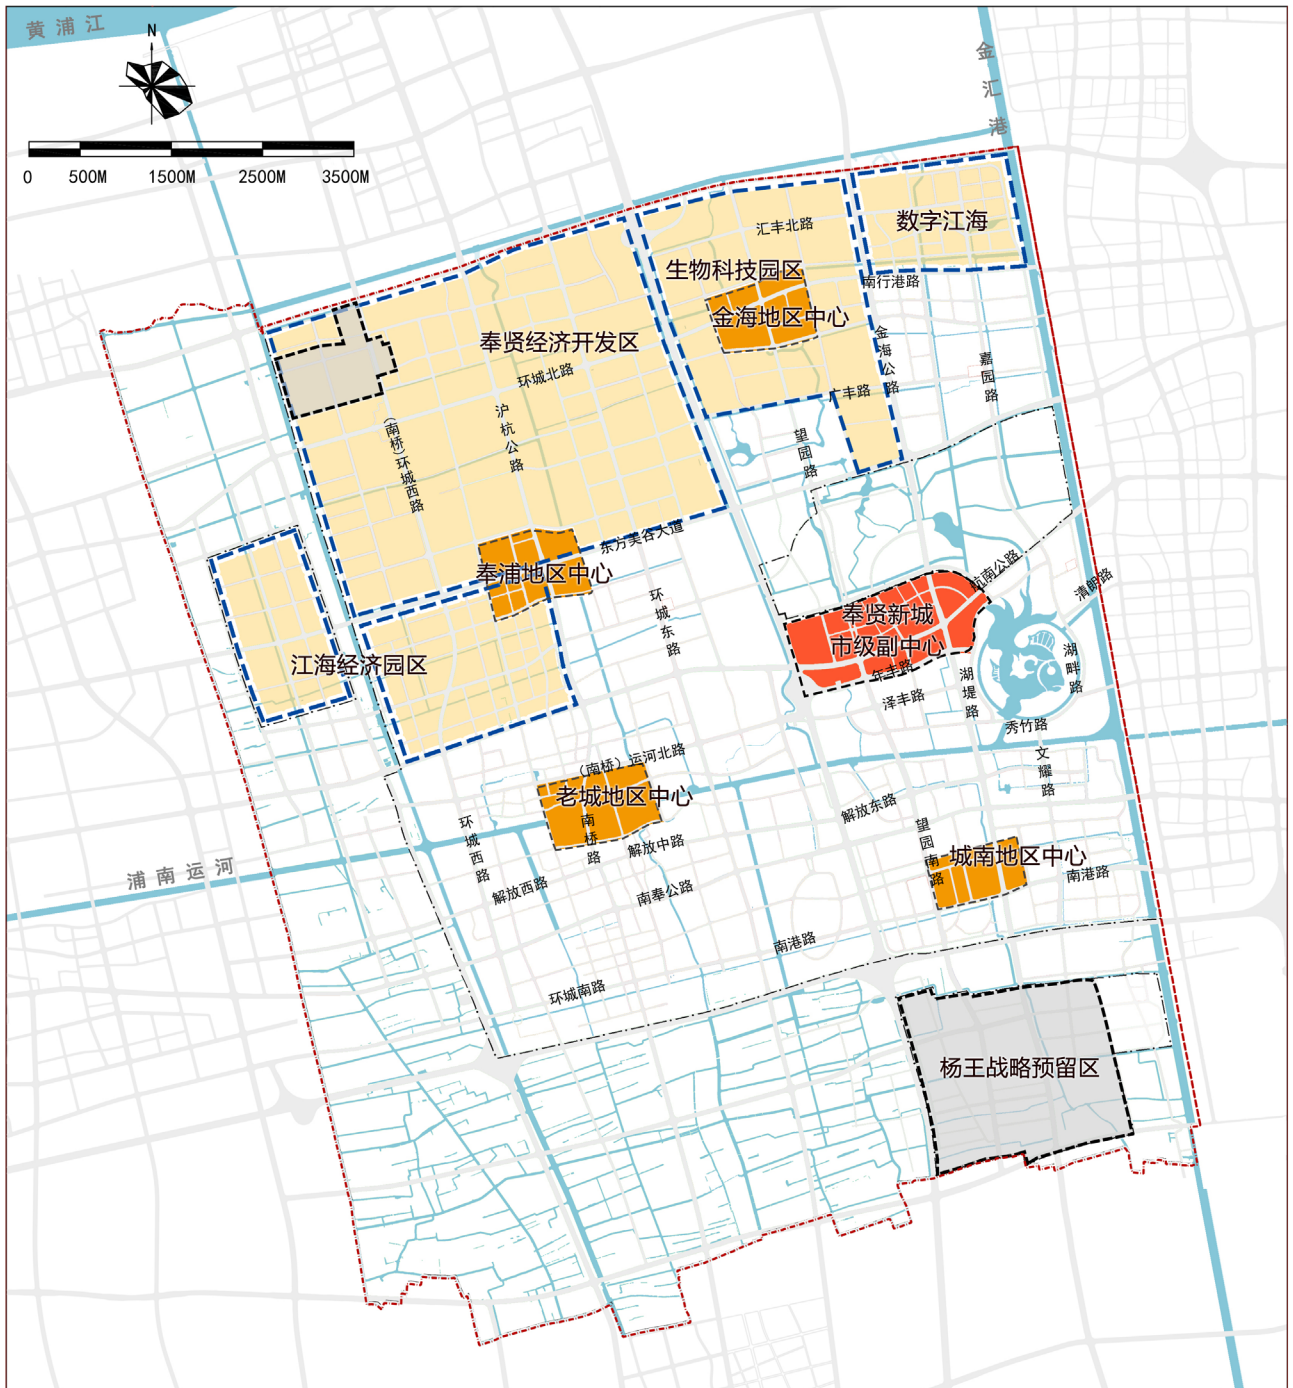 黄浦江
N
金汇港
0 500M 1500M 2500M 3500M
数字江海
汇丰北路
生物科技园区
南行港路
金海地区中心
奉贤经济开发区
环城北路
金海公路
嘉园路
广丰路
沪杭公路
(南桥)环城西路
望园路
东方美谷大道
奉浦地区中心
航南公路
清朗路
环城东路
奉贤新城
市级副中心
江海经济园区
年丰路
湖畔路
湖堤路
泽丰路
秀竹路
(南桥)运河北路
文耀路
老城地区中心
解放东路
南桥路
环城西路
解放中路
望园南路
城南地区中心
浦南运河
南港路
解放西路
南奉公路
南港路
环城南路
杨王战略预留区